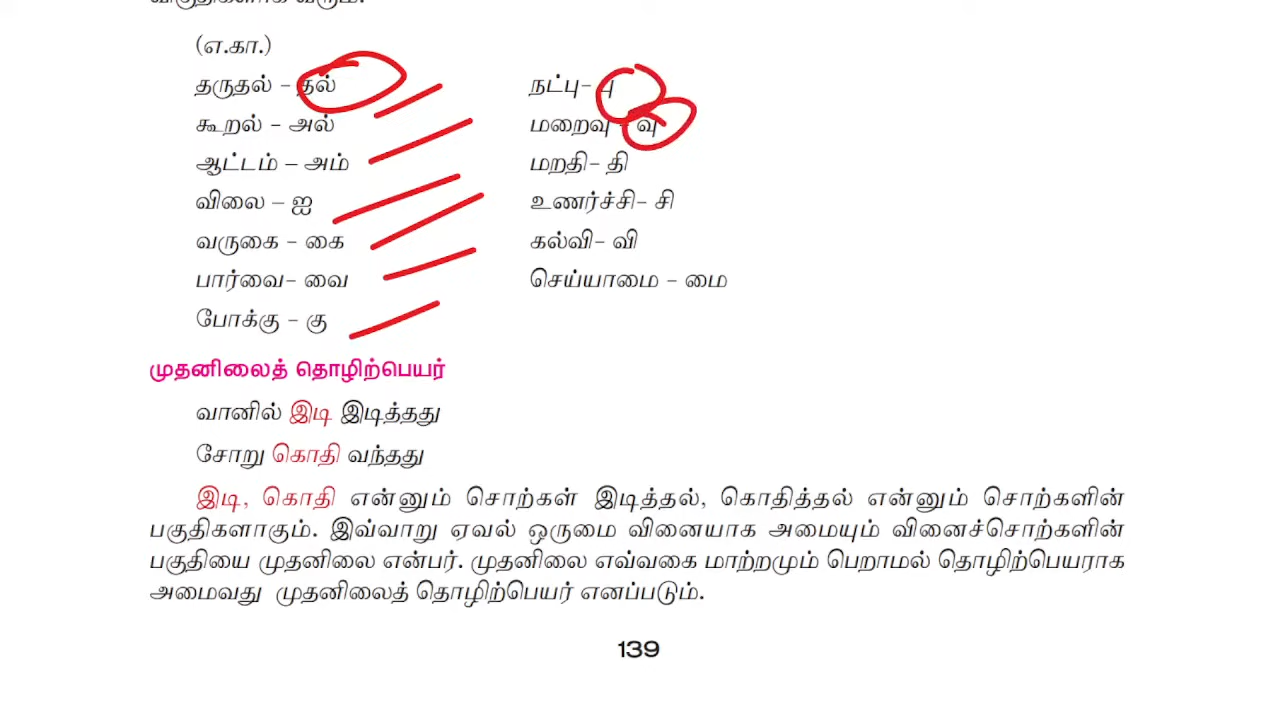 விகுதிகளாக வரும்.
(எ.கா.)
தருதல் – தல்
கூறல் – அல்
ஆட்டம் – அம்
விலை – ஐ
வருகை – கை
பார்வை– வை
போக்கு – கு
நட்பு– பு
மறைவு – வு
மறதி– தி
உணர்ச்சி– சி
கல்வி– வி
செய்யாமை – மை
முதனிலைத் தொழிற்பெயர்
வானில் இடி இடித்தது
சோறு கொதி வந்தது
இடி, கொதி என்னும் சொற்கள் இடித்தல், கொதித்தல் என்னும் சொற்களின்
பகுதிகளாகும். இவ்வாறு ஏவல் ஒருமை வினையாக அமையும் வினைச்சொற்களின்
பகுதியை முதனிலை என்பர். முதனிலை எவ்வகை மாற்றமும் பெறாமல் தொழிற்பெயராக
அமைவது முதனிலைத் தொழிற்பெயர் எனப்படும்.
139